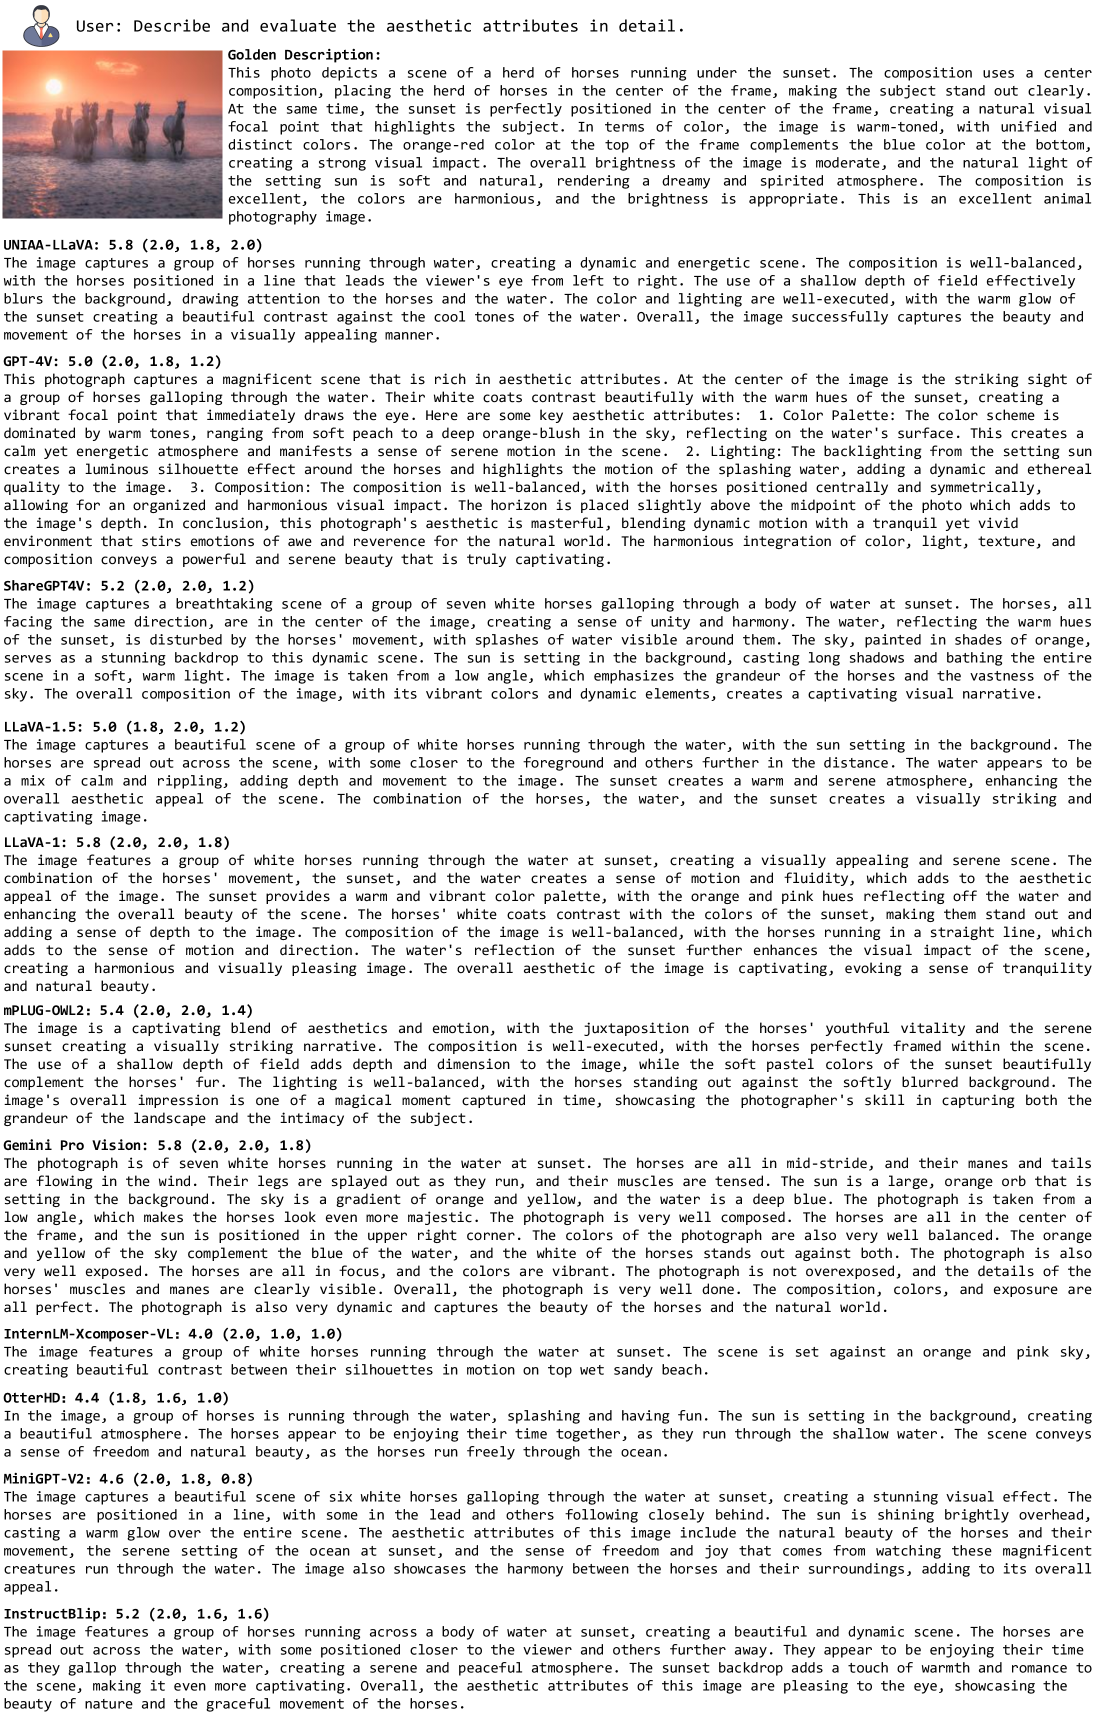 User: Describe and evaluate the aesthetic attributes in detail.
Golden Description:
This photo depicts a scene of a herd of horses running under the sunset. The composition uses a center
composition, placing the herd of horses in the center of the frame, making the subject stand out clearly.
At the same time, the sunset is perfectly positioned in the center of the frame, creating a natural visual
focal point that highlights the subject. In terms of color, the image is warm-toned, with unified and
distinct colors. The orange-red color at the top of the frame complements the blue color at the bottom,
creating a strong visual impact. The overall brightness of the image is moderate, and the natural light of
the setting sun is soft and natural, rendering a dreamy and spirited atmosphere. The composition is
excellent, the colors are harmonious, and the brightness is appropriate. This is an excellent animal
photography image.
UNIAA-LLaVA: 5.8 (2.0, 1.8, 2.0)
The image captures a group of horses running through water, creating a dynamic and energetic scene. The composition is well-balanced,
with the horses positioned in a line that leads the viewer's eye from left to right. The use of a shallow depth of field effectively
blurs the background, drawing attention to the horses and the water. The color and lighting are well-executed, with the warm glow of
the sunset creating a beautiful contrast against the cool tones of the water. Overall, the image successfully captures the beauty and
movement of the horses in a visually appealing manner.
GPT-4V: 5.0 (2.0, 1.8, 1.2)
This photograph captures a magnificent scene that is rich in aesthetic attributes. At the center of the image is the striking sight of
a group of horses galloping through the water. Their white coats contrast beautifully with the warm hues of the sunset, creating a
vibrant focal point that immediately draws the eye. Here are some key aesthetic attributes: 1. Color Palette: The color scheme is
dominated by warm tones, ranging from soft peach to a deep orange-blush in the sky, reflecting on the water's surface. This creates a
calm yet energetic atmosphere and manifests a sense of serene motion in the scene. 2. Lighting: The backlighting from the setting sun
creates a luminous silhouette effect around the horses and highlights the motion of the splashing water, adding a dynamic and ethereal
quality to the image. 3. Composition: The composition is well-balanced, with the horses positioned centrally and symmetrically,
allowing for an organized and harmonious visual impact. The horizon is placed slightly above the midpoint of the photo which adds to
the image's depth. In conclusion, this photograph's aesthetic is masterful, blending dynamic motion with a tranquil yet vivid
environment that stirs emotions of awe and reverence for the natural world. The harmonious integration of color, light, texture, and
composition conveys a powerful and serene beauty that is truly captivating.
ShareGPT4V: 5.2 (2.0, 2.0, 1.2)
The image captures a breathtaking scene of a group of seven white horses galloping through a body of water at sunset. The horses, all
facing the same direction, are in the center of the image, creating a sense of unity and harmony. The water, reflecting the warm hues
of the sunset, is disturbed by the horses' movement, with splashes of water visible around them. The sky, painted in shades of orange,
serves as a stunning backdrop to this dynamic scene. The sun is setting in the background, casting long shadows and bathing the entire
scene in a soft, warm light. The image is taken from a low angle, which emphasizes the grandeur of the horses and the vastness of the
sky. The overall composition of the image, with its vibrant colors and dynamic elements, creates a captivating visual narrative.
LLaVA-1.5: 5.0 (1.8, 2.0, 1.2)
The image captures a beautiful scene of a group of white horses running through the water, with the sun setting in the background. The
horses are spread out across the scene, with some closer to the foreground and others further in the distance. The water appears to be
a mix of calm and rippling, adding depth and movement to the image. The sunset creates a warm and serene atmosphere, enhancing the
overall aesthetic appeal of the scene. The combination of the horses, the water, and the sunset creates a visually striking and
captivating image.
LLaVA-1: 5.8 (2.0, 2.0, 1.8)
The image features a group of white horses running through the water at sunset, creating a visually appealing and serene scene. The
combination of the horses' movement, the sunset, and the water creates a sense of motion and fluidity, which adds to the aesthetic
appeal of the image. The sunset provides a warm and vibrant color palette, with the orange and pink hues reflecting off the water and
enhancing the overall beauty of the scene. The horses' white coats contrast with the colors of the sunset, making them stand out and
adding a sense of depth to the image. The composition of the image is well-balanced, with the horses running in a straight line, which
adds to the sense of motion and direction. The water's reflection of the sunset further enhances the visual impact of the scene,
creating a harmonious and visually pleasing image. The overall aesthetic of the image is captivating, evoking a sense of tranquility
and natural beauty.
mPLUG-OWL2: 5.4 (2.0, 2.0, 1.4)
The image is a captivating blend of aesthetics and emotion, with the juxtaposition of the horses' youthful vitality and the serene
sunset creating a visually striking narrative. The composition is well-executed, with the horses perfectly framed within the scene.
The use of a shallow depth of field adds depth and dimension to the image, while the soft pastel colors of the sunset beautifully
complement the horses' fur. The lighting is well-balanced, with the horses standing out against the softly blurred background. The
image's overall impression is one of a magical moment captured in time, showcasing the photographer's skill in capturing both the
grandeur of the landscape and the intimacy of the subject.
Gemini Pro Vision: 5.8 (2.0, 2.0, 1.8)
The photograph is of seven white horses running in the water at sunset. The horses are all in mid-stride, and their manes and tails
are flowing in the wind. Their legs are splayed out as they run, and their muscles are tensed. The sun is a large, orange orb that is
setting in the background. The sky is a gradient of orange and yellow, and the water is a deep blue. The photograph is taken from a
low angle, which makes the horses look even more majestic. The photograph is very well composed. The horses are all in the center of
the frame, and the sun is positioned in the upper right corner. The colors of the photograph are also very well balanced. The orange
and yellow of the sky complement the blue of the water, and the white of the horses stands out against both. The photograph is also
very well exposed. The horses are all in focus, and the colors are vibrant. The photograph is not overexposed, and the details of the
horses' muscles and manes are clearly visible. Overall, the photograph is very well done. The composition, colors, and exposure are
all perfect. The photograph is also very dynamic and captures the beauty of the horses and the natural world.
InternLM-Xcomposer-VL: 4.0 (2.0, 1.0, 1.0)
The image features a group of white horses running through the water at sunset. The scene is set against an orange and pink sky,
creating beautiful contrast between their silhouettes in motion on top wet sandy beach.
OtterHD: 4.4 (1.8, 1.6, 1.0)
In the image, a group of horses is running through the water, splashing and having fun. The sun is setting in the background, creating
a beautiful atmosphere. The horses appear to be enjoying their time together, as they run through the shallow water. The scene conveys
a sense of freedom and natural beauty, as the horses run freely through the ocean.
MiniGPT-V2: 4.6 (2.0, 1.8, 0.8)
The image captures a beautiful scene of six white horses galloping through the water at sunset, creating a stunning visual effect. The
horses are positioned in a line, with some in the lead and others following closely behind. The sun is shining brightly overhead,
casting a warm glow over the entire scene. The aesthetic attributes of this image include the natural beauty of the horses and their
movement, the serene setting of the ocean at sunset, and the sense of freedom and joy that comes from watching these magnificent
creatures run through the water. The image also showcases the harmony between the horses and their surroundings, adding to its overall
appeal.
InstructBlip: 5.2 (2.0, 1.6, 1.6)
The image features a group of horses running across a body of water at sunset, creating a beautiful and dynamic scene. The horses are
spread out across the water, with some positioned closer to the viewer and others further away. They appear to be enjoying their time
as they gallop through the water, creating a serene and peaceful atmosphere. The sunset backdrop adds a touch of warmth and romance to
the scene, making it even more captivating. Overall, the aesthetic attributes of this image are pleasing to the eye, showcasing the
beauty of nature and the graceful movement of the horses.